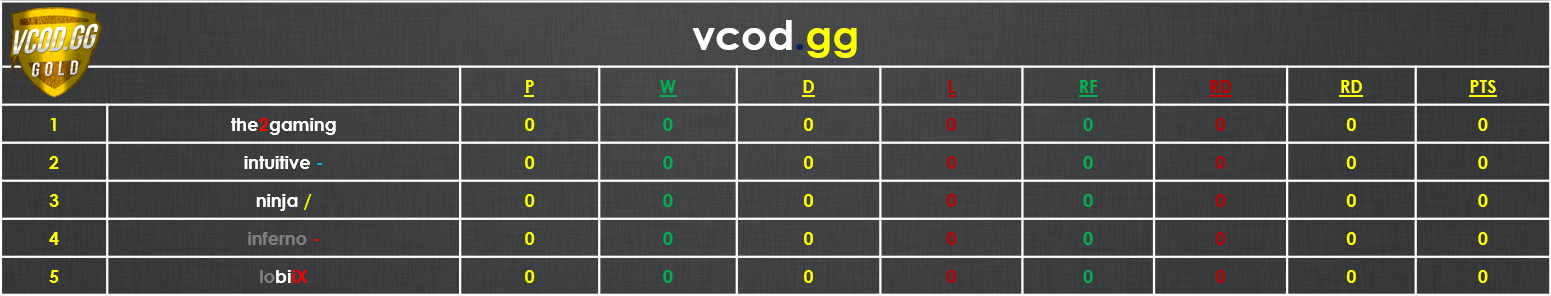 VCOD.GG
GOLD
vcod.gg
P W D L RF RD RD PTS
1 the2gaming 0 0 0 0 0 0 0 0
2 intuitive - 0 0 0 0 0 0 0 0
3 ninja / 0 0 0 0 0 0 0 0
4 inferno - 0 0 0 0 0 0 0 0
5 lobiiX 0 0 0 0 0 0 0 0